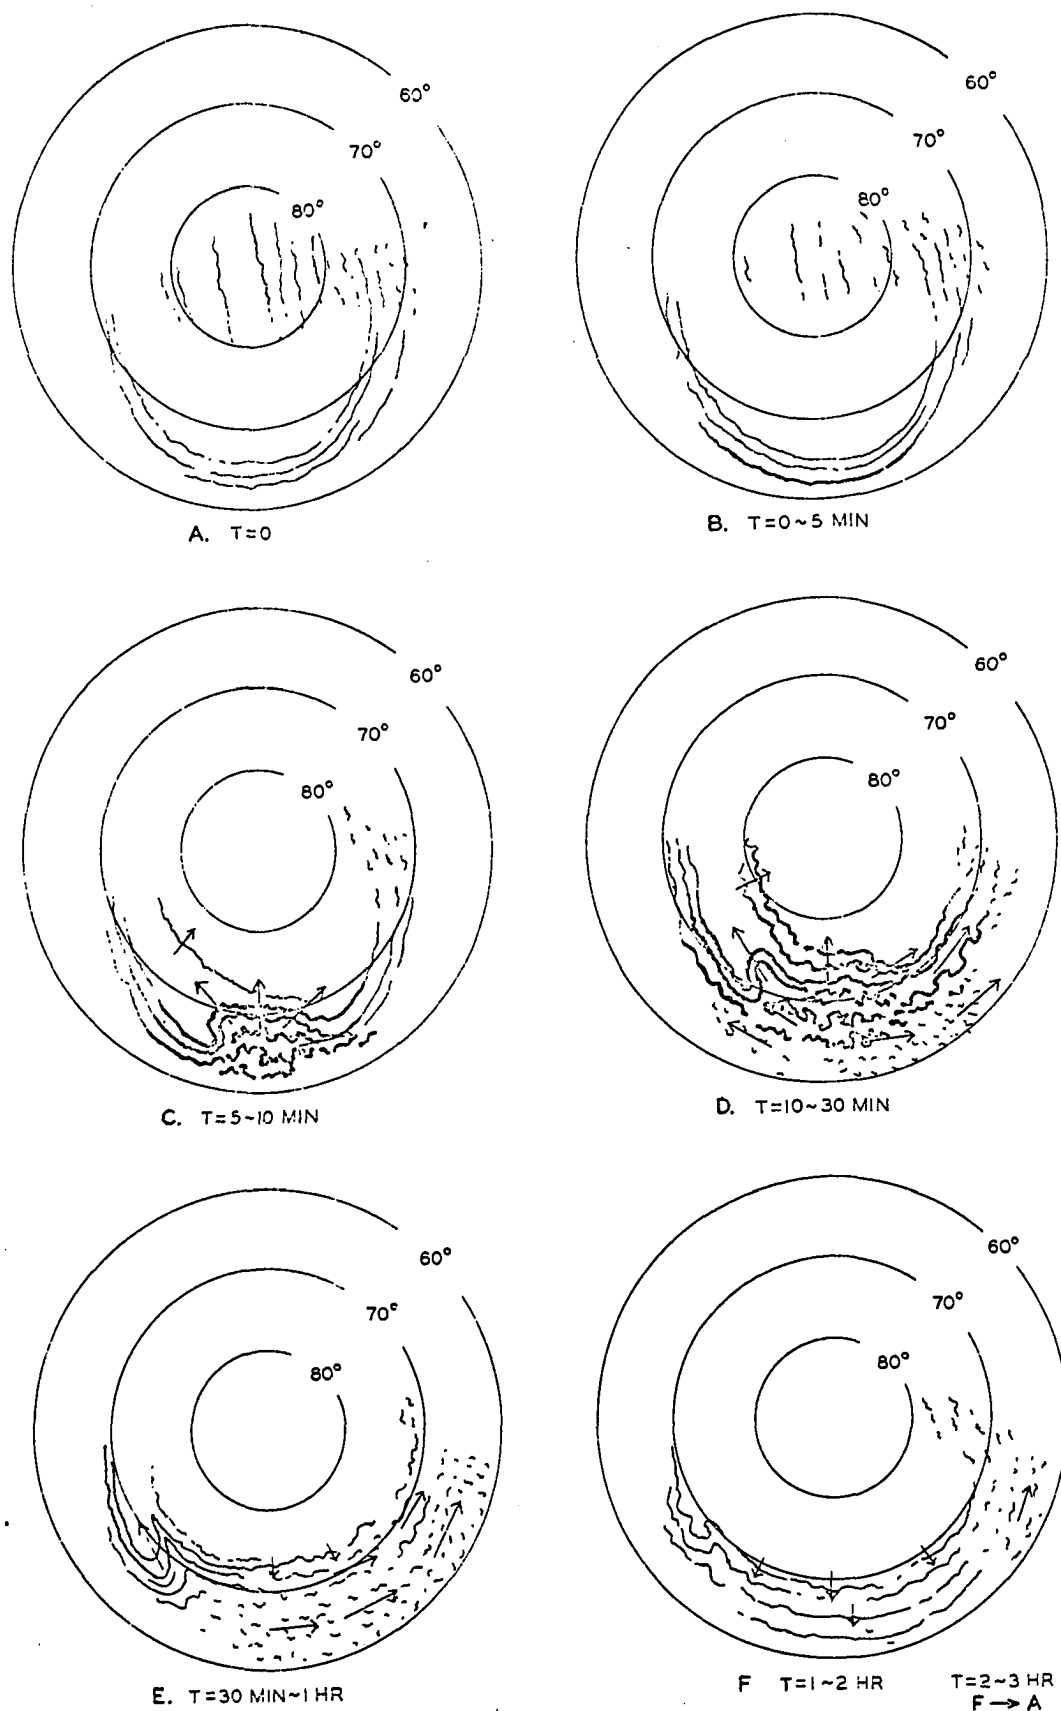 60°
70°
80°
A. T=0
60°
70°
80°
B. T=0~5 MIN
60°
70°
80°
C. T=5~10 MIN
60°
70°
80°
D. T=10~30 MIN
60°
70°
80°
E. T=30 MIN~1 HR
60°
70°
80°
F T=1~2 HR
T=2~3 HR
F → A